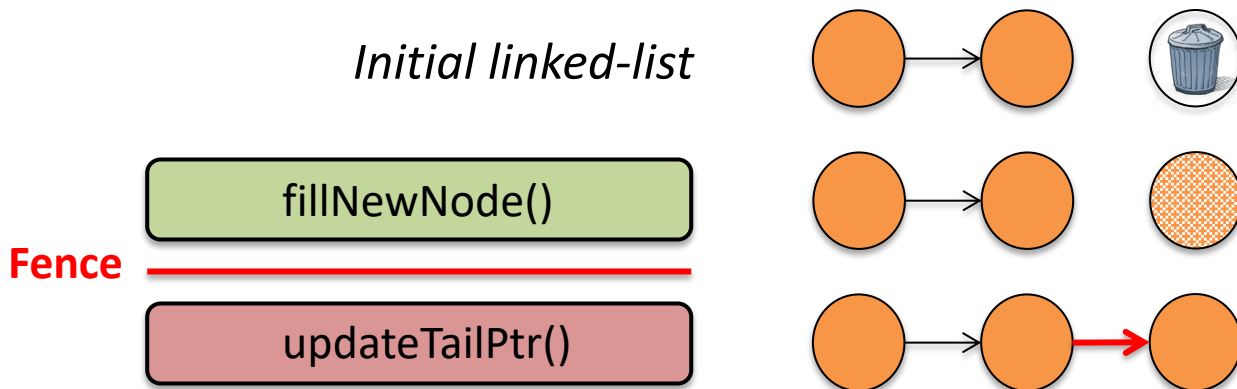 Initial linked-list
fillNewNode()
Fence
updateTailPtr()